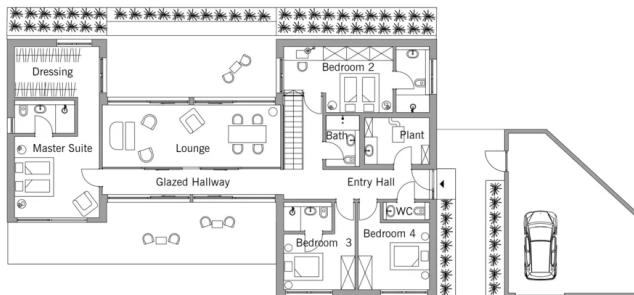 Dressing
Bedroom 2
Master Suite
Lounge
Bath
Plant
Glazed Hallway
Entry Hall
WC
Bedroom 3
Bedroom 4